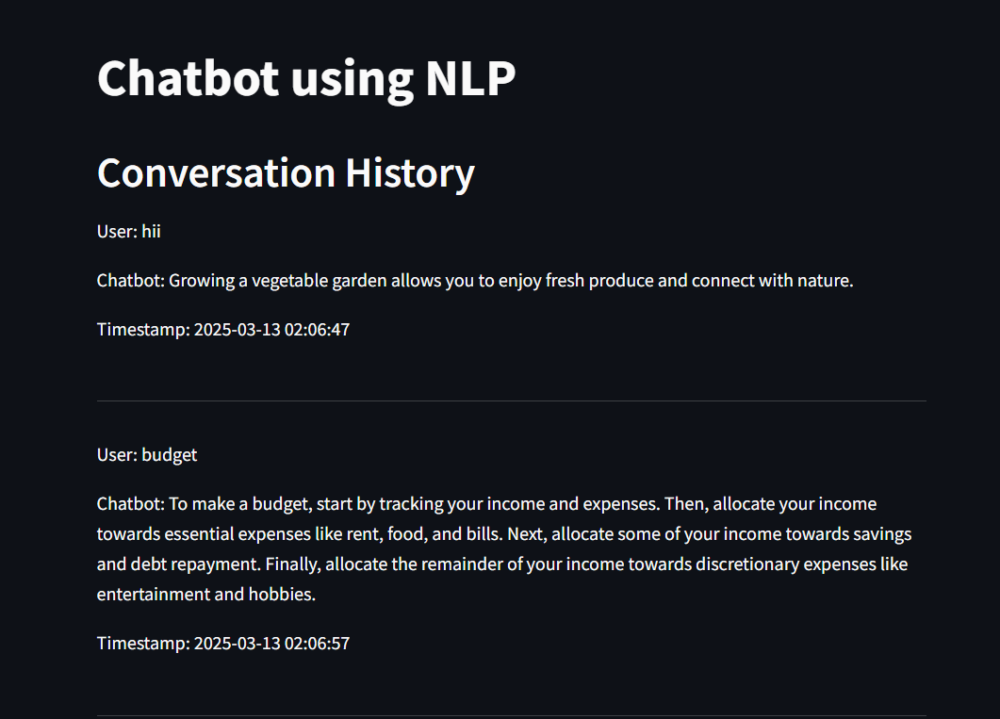 Chatbot using NLP
Conversation History
User: hii
Chatbot: Growing a vegetable garden allows you to enjoy fresh produce and connect with nature.
Timestamp: 2025-03-13 02:06:47
User: budget
Chatbot: To make a budget, start by tracking your income and expenses. Then, allocate your income
towards essential expenses like rent, food, and bills. Next, allocate some of your income towards savings
and debt repayment. Finally, allocate the remainder of your income towards discretionary expenses like
entertainment and hobbies.
Timestamp: 2025-03-13 02:06:57